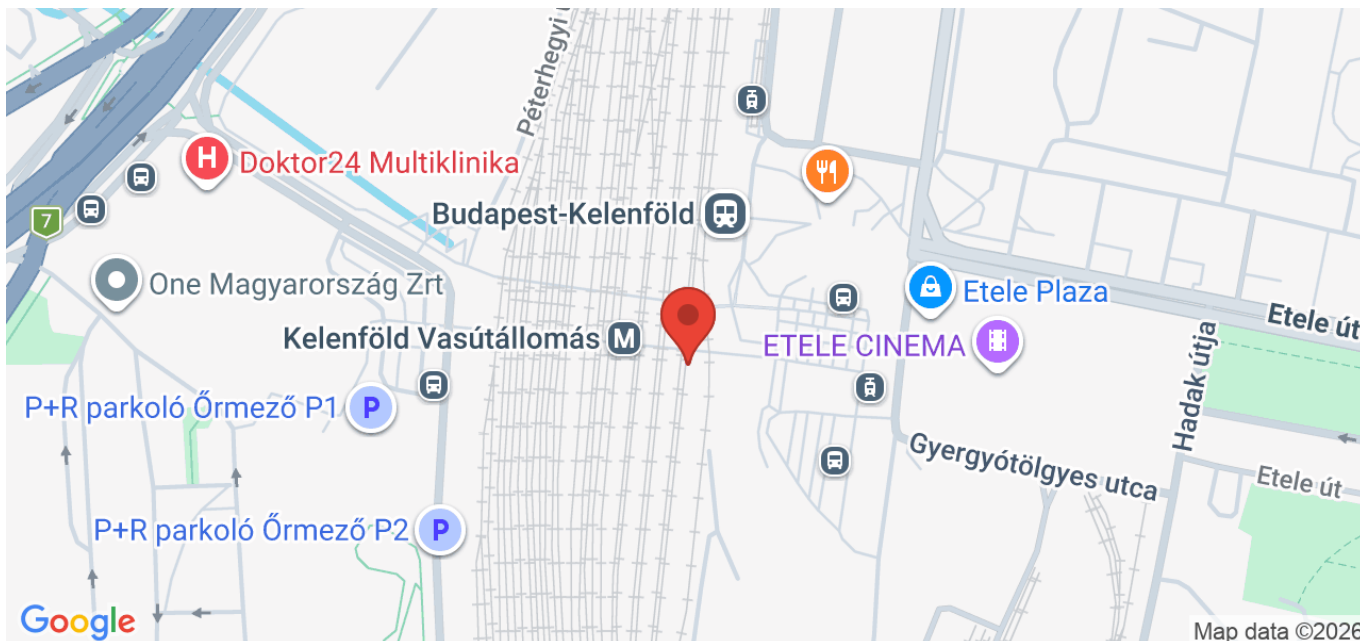 Péterhegyi
Doktor24 Multiklinika
Budapest-Kelenföld
7
One Magyarország Zrt
Etele Plaza
Etele út
Kelenföld Vasútállomás
M
ETELE CINEMA
Hadak útja
P+R parkoló Őrmező P1
P
Gyergyótölgyes utca
Etele út
P+R parkoló Őrmező P2
P
H
Google
Map data ©2026